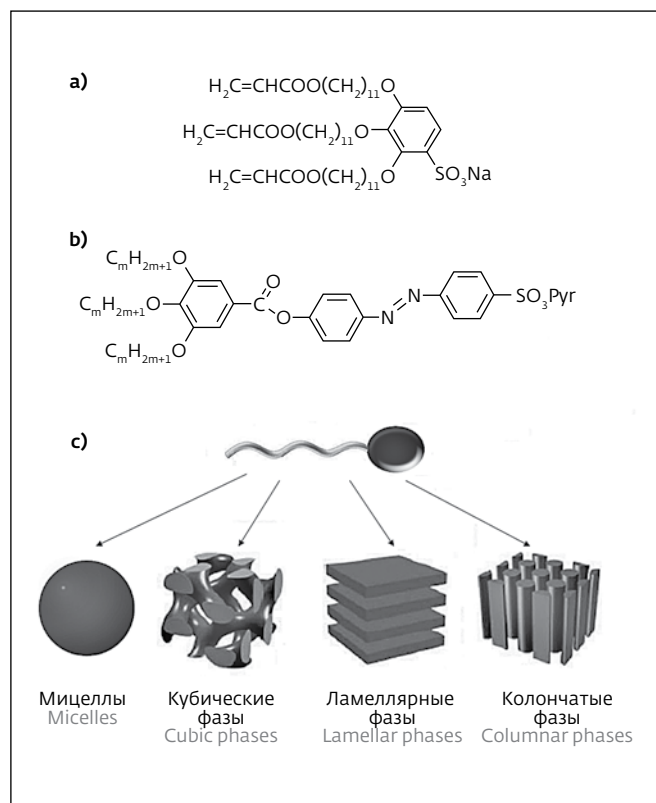 a)
H₂C=CHCOO(CH₂)₁₁O
H₂C=CHCOO(CH₂)₁₁O
H₂C=CHCOO(CH₂)₁₁O
SO₃Na
b)
CₘH₂ₘ₊₁O
CₘH₂ₘ₊₁O
CₘH₂ₘ₊₁O
O
C
O
N=N
SO₃Pyr
c)
Мицеллы
Micelles
Кубические
фазы
Cubic phases
Ламеллярные
фазы
Lamellar phases
Колончатые
фазы
Columnar phases